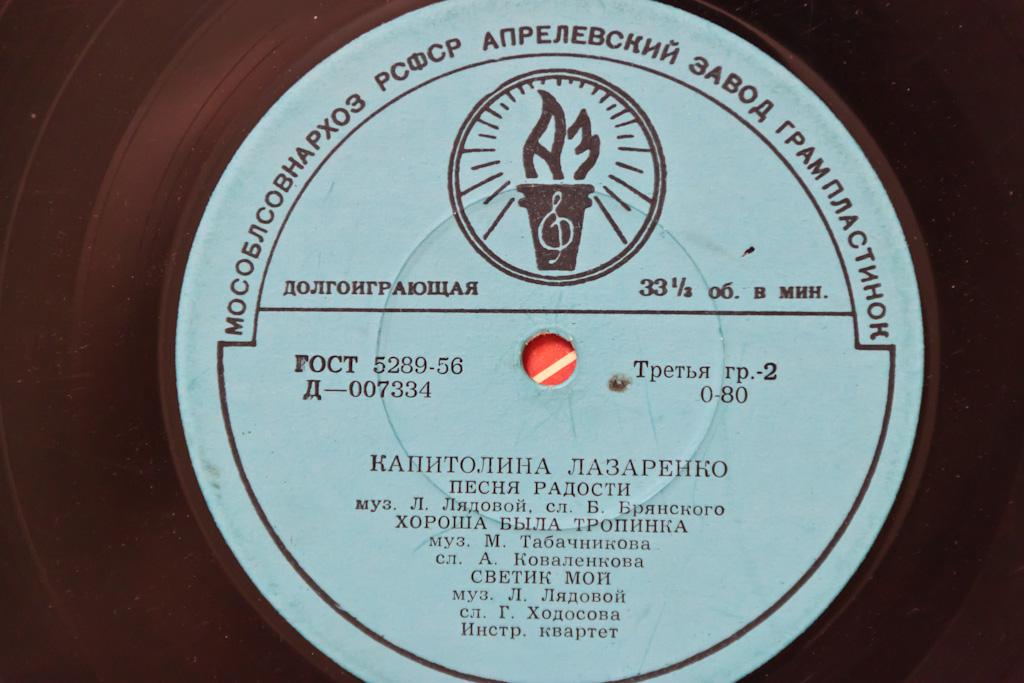 МОСОБЛСОВНАРХОЗ РСФСР АПРЕЛЕВСКИЙ ЗАВОД ГРАМПЛАСТИНОК
АЗ
ДОЛГОИГРАЮЩАЯ 33⅓ об. в мин.
ГОСТ 5289-56 Третья гр.-2
Д—007334 0-80
КАПИТОЛИНА ЛАЗАРЕНКО
ПЕСНЯ РАДОСТИ
муз. Л. Лядовой, сл. Б. Брянского
ХОРОША БЫЛА ТРОПИНКА
муз. М. Табачникова
сл. А. Коваленкова
СВЕТИК МОЙ
муз. Л. Лядовой
сл. Г. Ходосова
Инстр. квартет